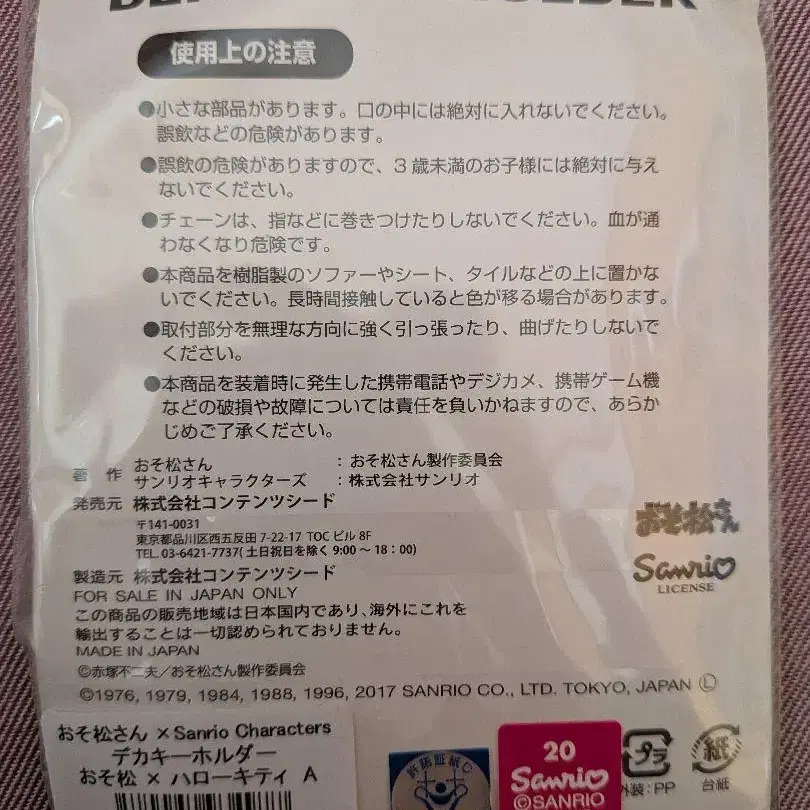 使用上の注意
●小さな部品があります。口の中には絶対に入れないでください。
誤飲などの危険があります。
●誤飲の危険がありますので、3歳未満のお子様には絶対に与え
ないでください。
●チェーンは、指などに巻きつけたりしないでください。血が通
わなくなり危険です。
●本商品を樹脂製のソファーやシート、タイルなどの上に置かな
いでください。長時間接触していると色が移る場合があります。
●取付部分を無理な方向に強く引っ張ったり、曲げたりしないで
ください。
●本商品を装着時に発生した携帯電話やデジカメ、携帯ゲーム機
などの破損や故障については責任を負いかねますので、あらか
じめご了承ください。
著 作 おそ松さん : おそ松さん製作委員会
サンリオキャラクターズ : 株式会社サンリオ
発売元 株式会社コンテンツシード
〒141-0031
東京都品川区西五反田 7-22-17 TOC ビル 8F
TEL. 03-6421-7737( 土日祝日を除く 9:00 〜 18:00)
製造元 株式会社コンテンツシード
FOR SALE IN JAPAN ONLY
この商品の販売地域は日本国内であり、海外にこれを
輸出することは一切認められておりません。
MADE IN JAPAN
©赤塚不二夫/おそ松さん製作委員会
©1976, 1979, 1984, 1988, 1996, 2017 SANRIO CO., LTD. TOKYO, JAPAN Ⓛ
おそ松さん
Sanrio
LICENSE
おそ松さん ×Sanrio Characters
デカキーホルダー
おそ松 × ハローキティ A
許諾証紙
20
Sanrio
©SANRIO
プラ
外装:PP
紙
台紙